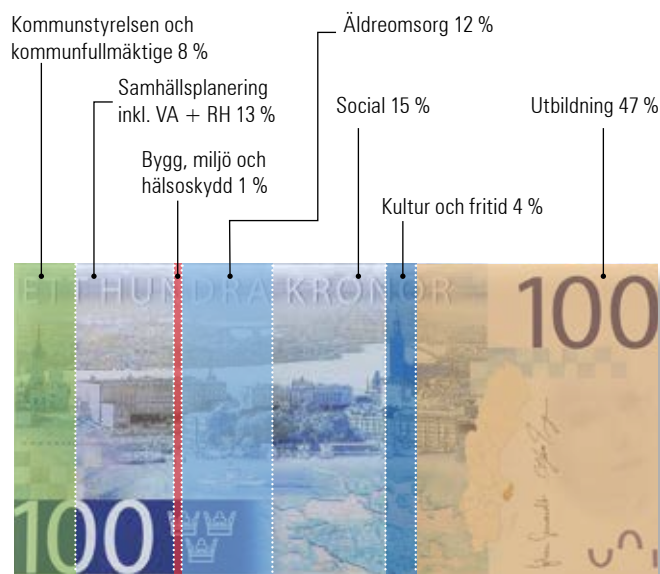 Kommunstyrelsen och
kommunfullmäktige 8 %
Äldreomsorg 12 %
Samhällsplanering
inkl. VA + RH 13 %
Social 15 %
Utbildning 47 %
Bygg, miljö och
hälsoskydd 1 %
Kultur och fritid 4 %
ETT HUNDRA KRONOR
100
100